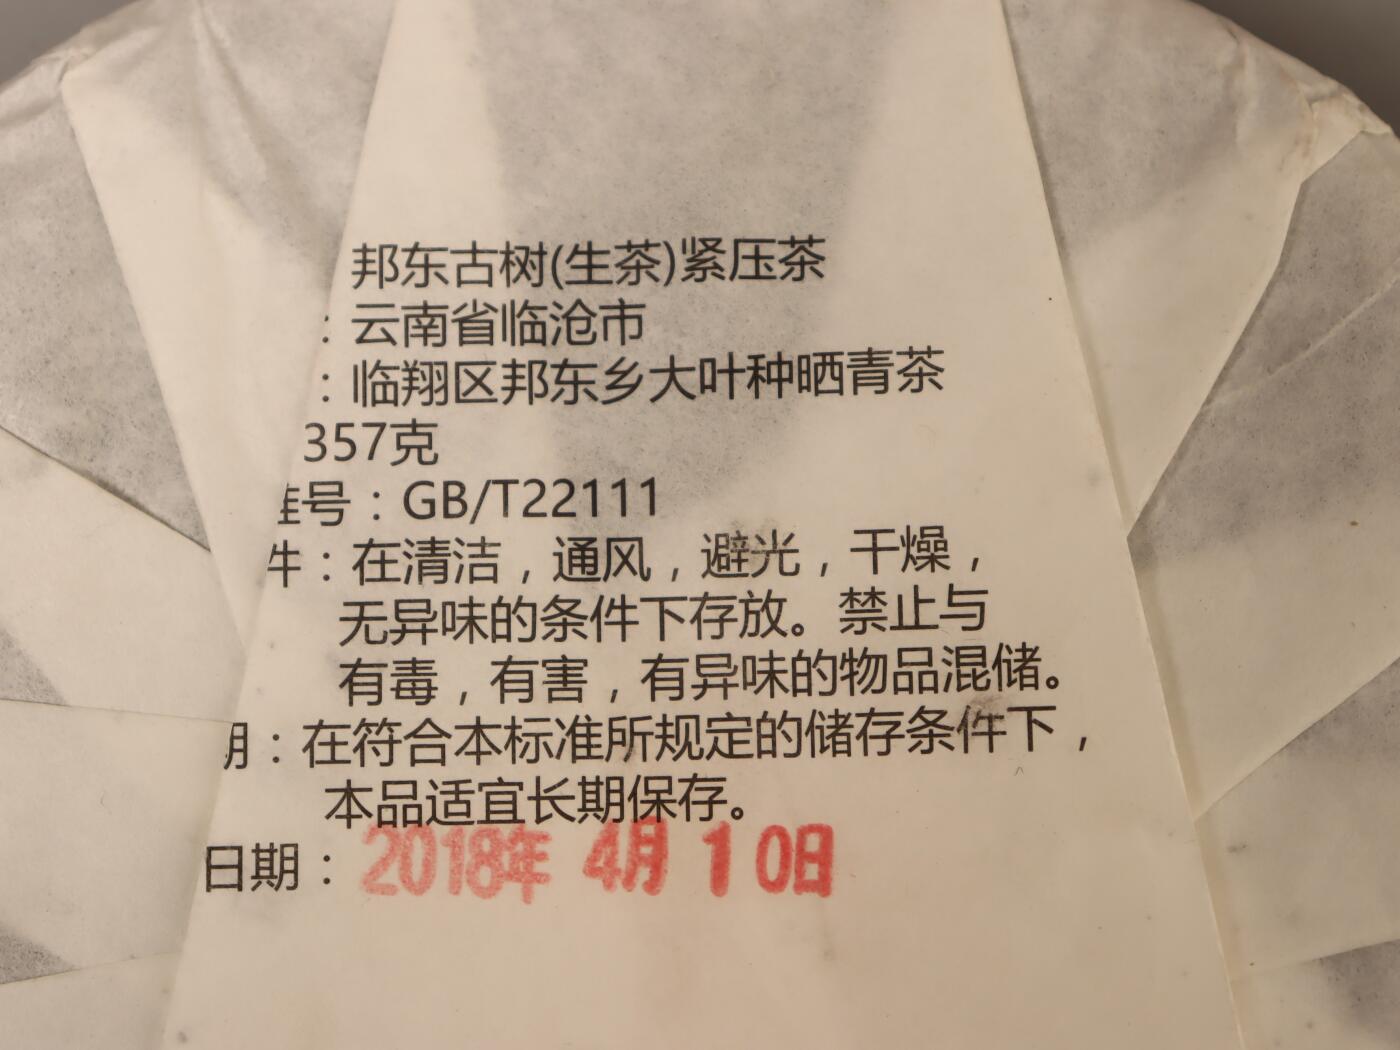 邦东古树(生茶)紧压茶
：云南省临沧市
：临翔区邦东乡大叶种晒青茶
357克
号：GB/T22111
件：在清洁，通风，避光，干燥，
无异味的条件下存放。禁止与
有毒，有害，有异味的物品混储。
期：在符合本标准所规定的储存条件下，
本品适宜长期保存。
日期：2018年 4月 10日